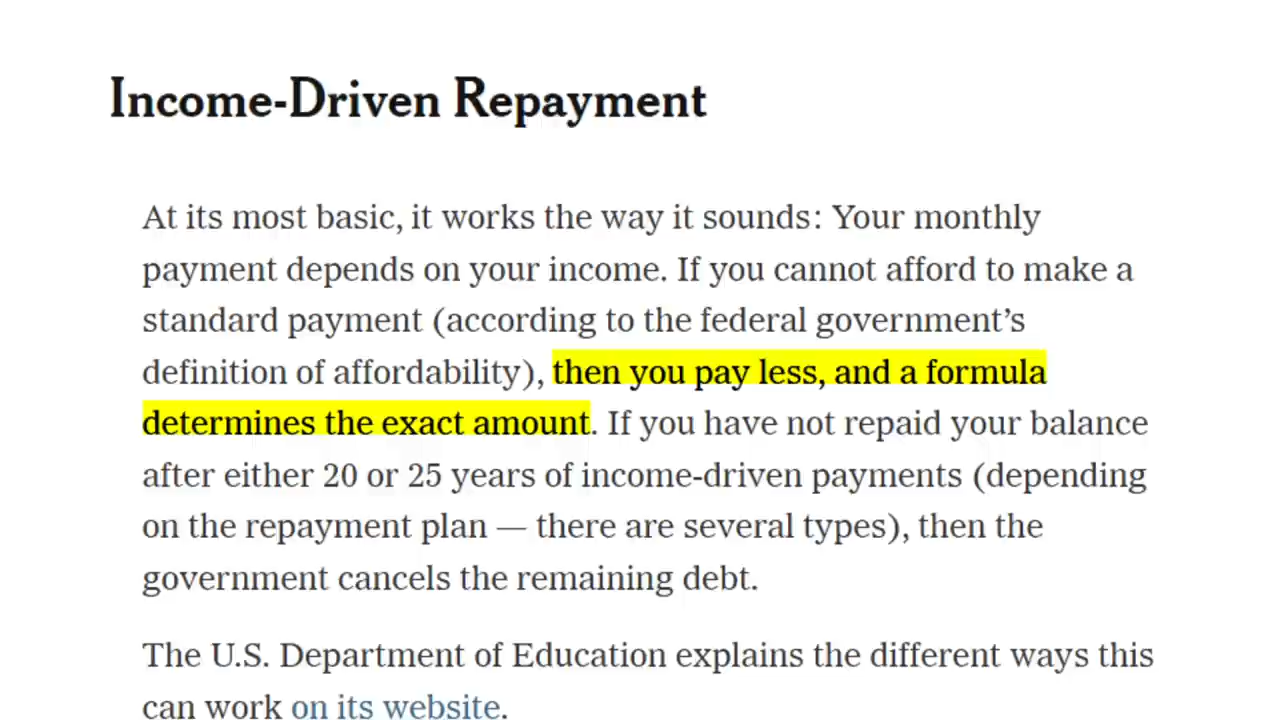 Income-Driven Repayment
At its most basic, it works the way it sounds: Your monthly
payment depends on your income. If you cannot afford to make a
standard payment (according to the federal government’s
definition of affordability), then you pay less, and a formula
determines the exact amount. If you have not repaid your balance
after either 20 or 25 years of income-driven payments (depending
on the repayment plan — there are several types), then the
government cancels the remaining debt.
The U.S. Department of Education explains the different ways this
can work on its website.